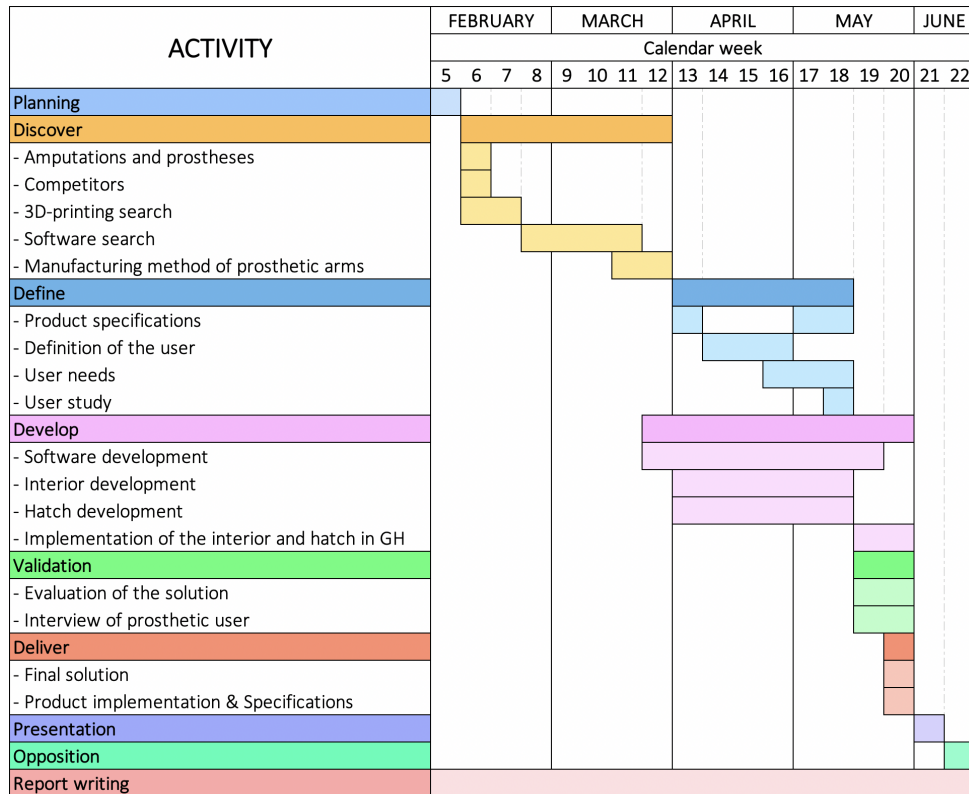 ACTIVITY
FEBRUARY MARCH APRIL MAY JUNE
Calendar week
5 6 7 8 9 10 11 12 13 14 15 16 17 18 19 20 21 22
Planning
Discover
- Amputations and prostheses
- Competitors
- 3D-printing search
- Software search
- Manufacturing method of prosthetic arms
Define
- Product specifications
- Definition of the user
- User needs
- User study
Develop
- Software development
- Interior development
- Hatch development
- Implementation of the interior and hatch in GH
Validation
- Evaluation of the solution
- Interview of prosthetic user
Deliver
- Final solution
- Product implementation & Specifications
Presentation
Opposition
Report writing